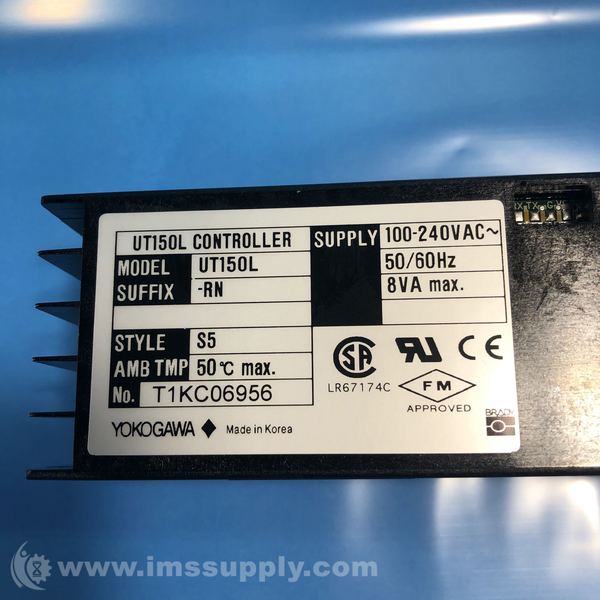 UT150L CONTROLLER
MODEL UT150L
SUFFIX -RN
STYLE S5
AMB TMP 50℃ max.
No. T1KC06956
YOKOGAWA ◆ Made in Korea
SUPPLY 100-240VAC~
50/60Hz
8VA max.
LR67174C
FM
APPROVED
BRADY
www.imssupply.com